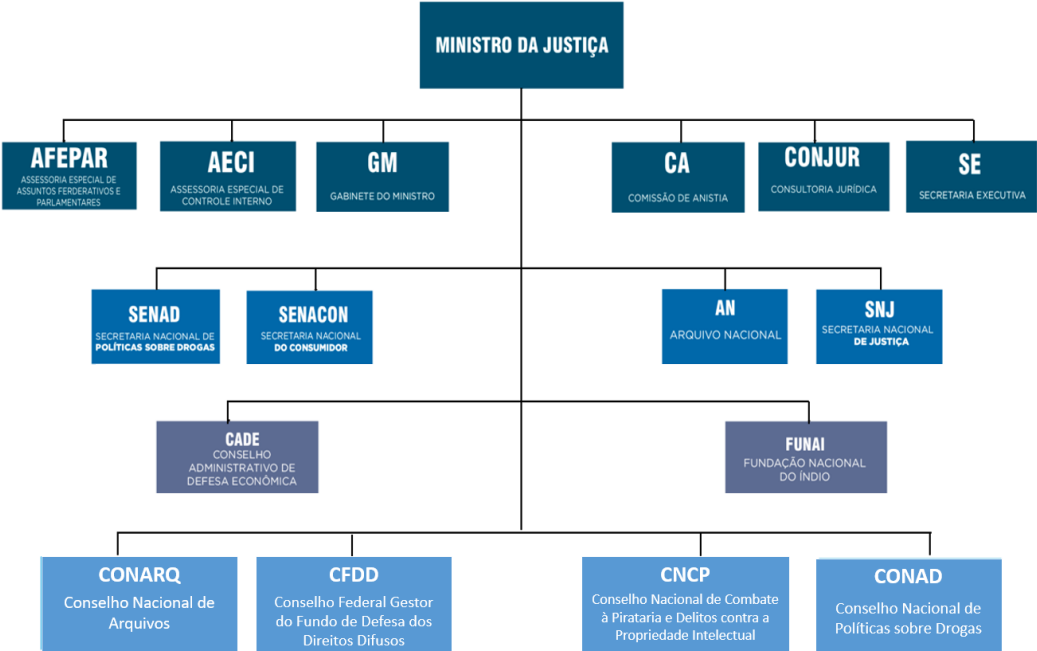 MINISTRO DA JUSTIÇA
AFEPAR
ASSESSORIA ESPECIAL DE
ASSUNTOS FERDERATIVOS E
PARLAMENTARES
AECI
ASSESSORIA ESPECIAL DE
CONTROLE INTERNO
GM
GABINETE DO MINISTRO
CA
COMISSÃO DE ANISTIA
CONJUR
CONSULTORIA JURÍDICA
SE
SECRETARIA EXECUTIVA
SENAD
SECRETARIA NACIONAL DE
POLÍTICAS SOBRE DROGAS
SENACON
SECRETARIA NACIONAL
DO CONSUMIDOR
AN
ARQUIVO NACIONAL
SNJ
SECRETARIA NACIONAL
DE JUSTIÇA
CADE
CONSELHO
ADMINISTRATIVO DE
DEFESA ECONÔMICA
FUNAI
FUNDAÇÃO NACIONAL
DO ÍNDIO
CONARQ
Conselho Nacional de
Arquivos
CFDD
Conselho Federal Gestor
do Fundo de Defesa dos
Direitos Difusos
CNCP
Conselho Nacional de Combate
à Pirataria e Delitos contra a
Propriedade Intelectual
CONAD
Conselho Nacional de
Políticas sobre Drogas